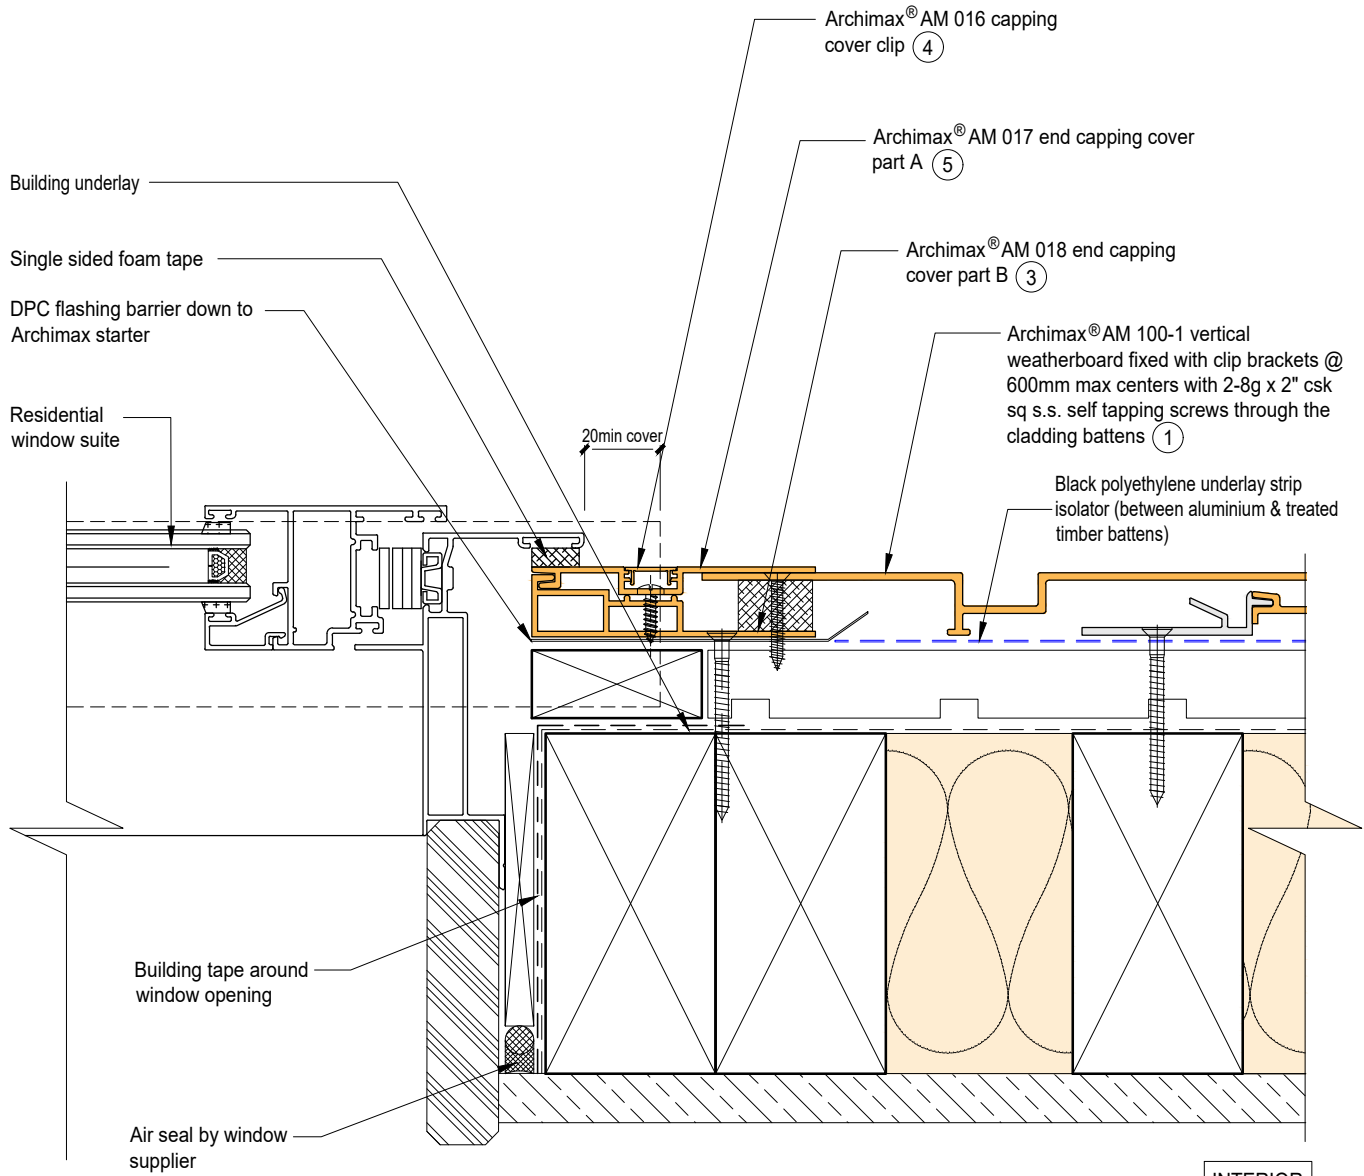 Archimax® AM 016 capping
cover clip 4
Archimax® AM 017 end capping cover
part A 5
Building underlay
Archimax® AM 018 end capping
cover part B 3
Single sided foam tape
DPC flashing barrier down to
Archimax starter
Archimax® AM 100-1 vertical
weatherboard fixed with clip brackets @
600mm max centers with 2-8g x 2" csk
sq s.s. self tapping screws through the
cladding battens 1
Residential
window suite
20min cover
Black polyethylene underlay strip
isolator (between aluminium & treated
timber battens)
Building tape around
window opening
Air seal by window
supplier
INTERIOR